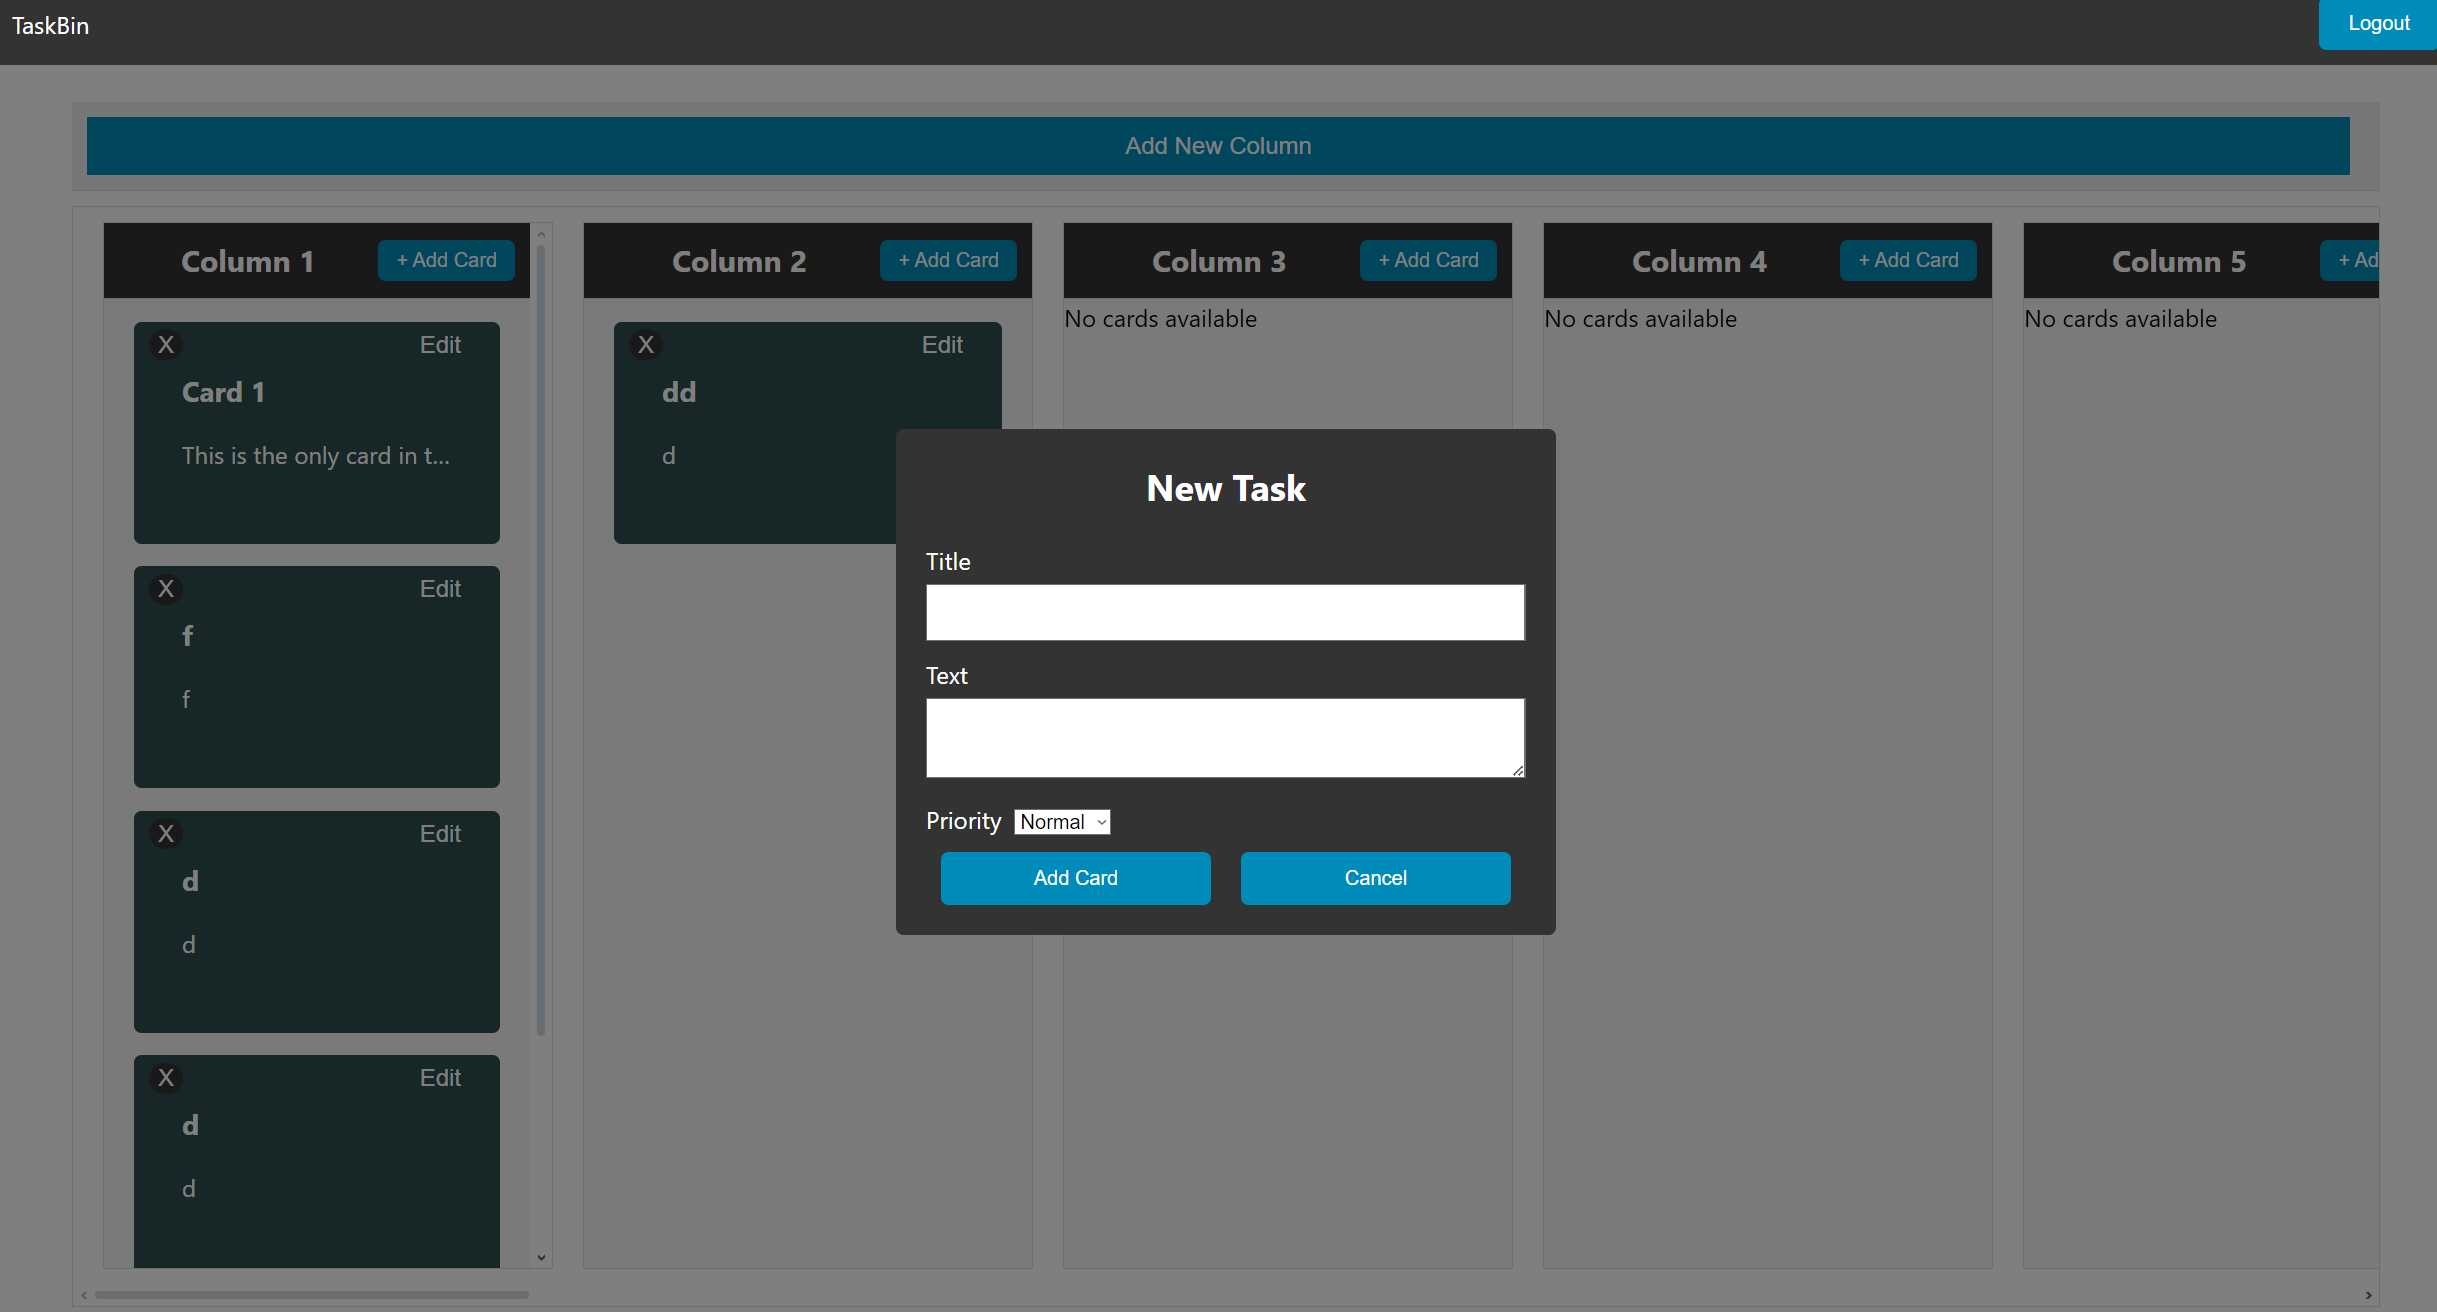 TaskBin
Logout
Add New Column
Column 1
+ Add Card
Column 2
+ Add Card
Column 3
+ Add Card
Column 4
+ Add Card
Column 5
+ Ad
X
Edit
Card 1
This is the only card in t...
X
Edit
f
f
X
Edit
d
d
X
Edit
d
d
X
Edit
dd
d
No cards available
No cards available
No cards available
New Task
Title
Text
Priority Normal
Add Card
Cancel